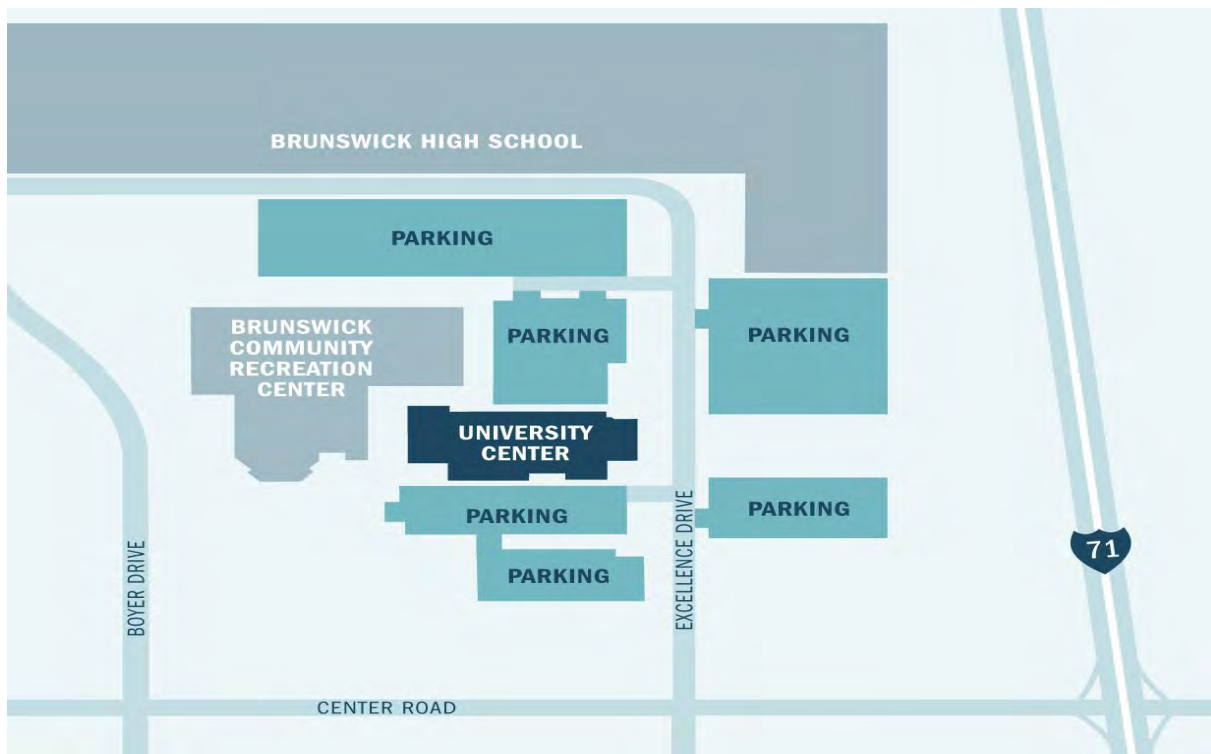 BRUNSWICK HIGH SCHOOL
PARKING
BRUNSWICK
COMMUNITY
RECREATION
CENTER
PARKING
PARKING
UNIVERSITY
CENTER
PARKING
PARKING
PARKING
BOYER DRIVE
EXCELLENCE DRIVE
71
CENTER ROAD